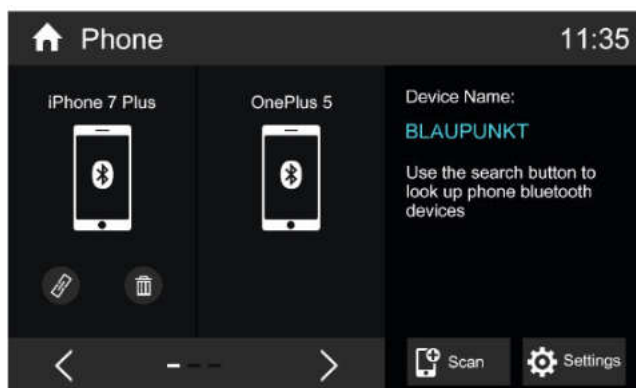 Phone
11:35
iPhone 7 Plus
OnePlus 5
Device Name:
BLAUPUNKT
Use the search button to
look up phone bluetooth
devices
Scan
Settings